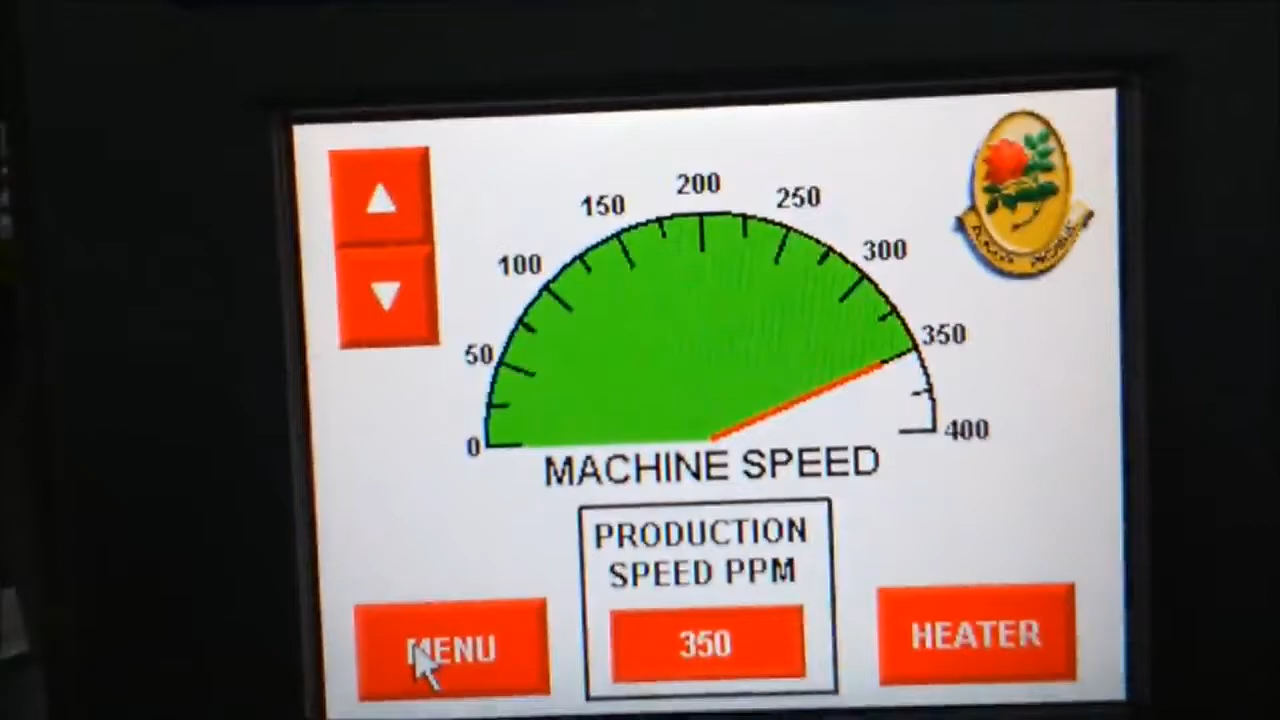 200
150
250
100
300
50
350
0
400
MACHINE SPEED
PRODUCTION
SPEED PPM
350
MENU
HEATER